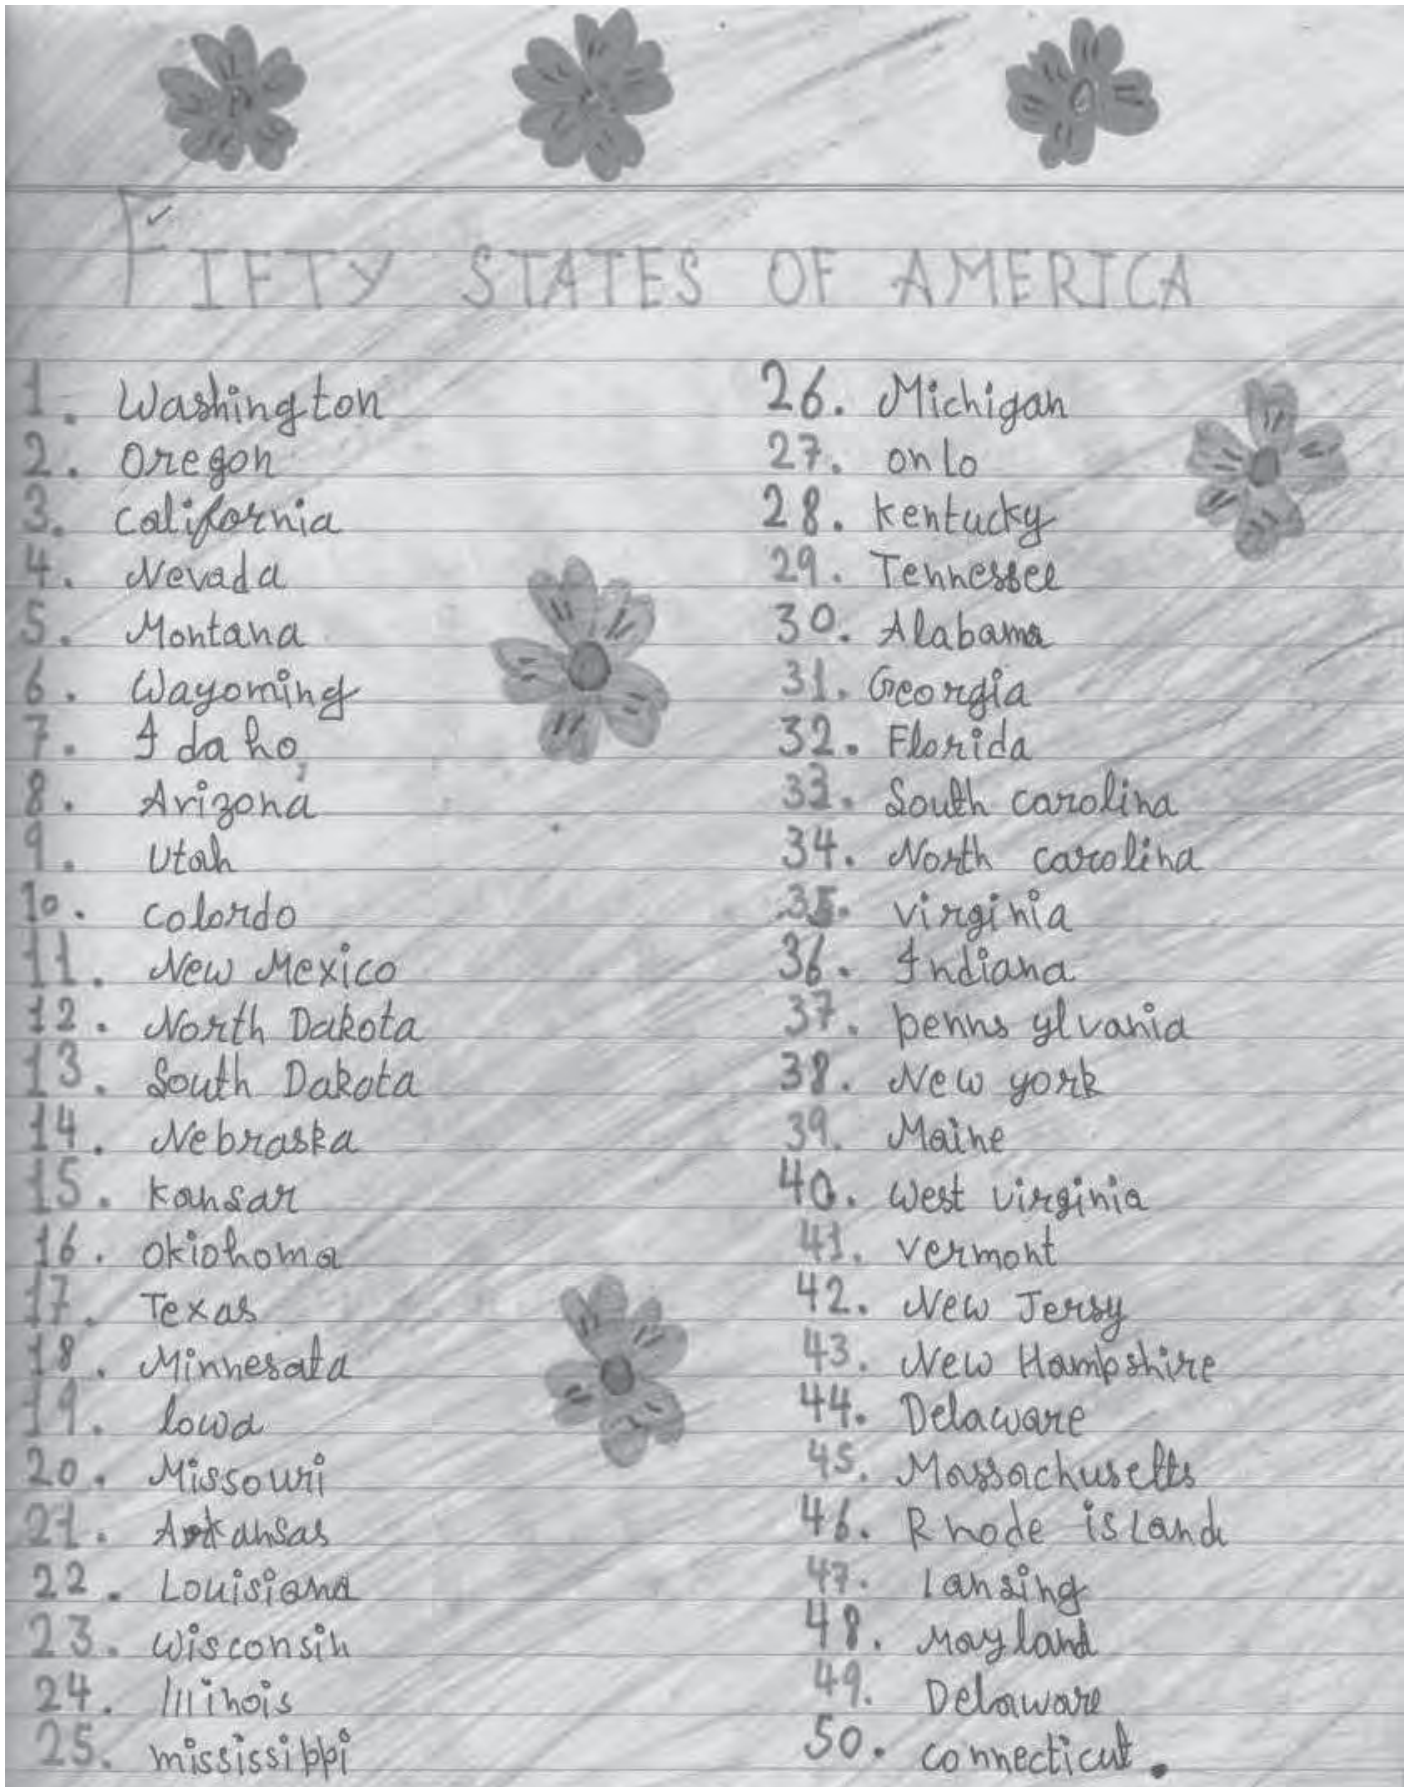 FIFTY STATES OF AMERICA
1. Washington
2. Oregon
3. California
4. Nevada
5. Montana
6. Wayoming
7. Idaho
8. Arizona
9. Utah
10. Colordo
11. New Mexico
12. North Dakota
13. South Dakota
14. Nebraska
15. Kansar
16. Okiohoma
17. Texas
18. Minnesata
19. lowa
20. Missouri
21. Arkansas
22. Louisiana
23. Wisconsin
24. Illinois
25. mississippi
26. Michigan
27. onlo
28. Kentucky
29. Tennessee
30. Alabama
31. Georgia
32. Florida
33. South carolina
34. North carolina
35. virginia
36. Indiana
37. pennsylvania
38. New york
39. Maine
40. West virginia
41. vermont
42. New Jersy
43. New Hampshire
44. Delaware
45. Massachusetts
46. Rhode island
47. lansing
48. Mayland
49. Delaware
50. connecticut.